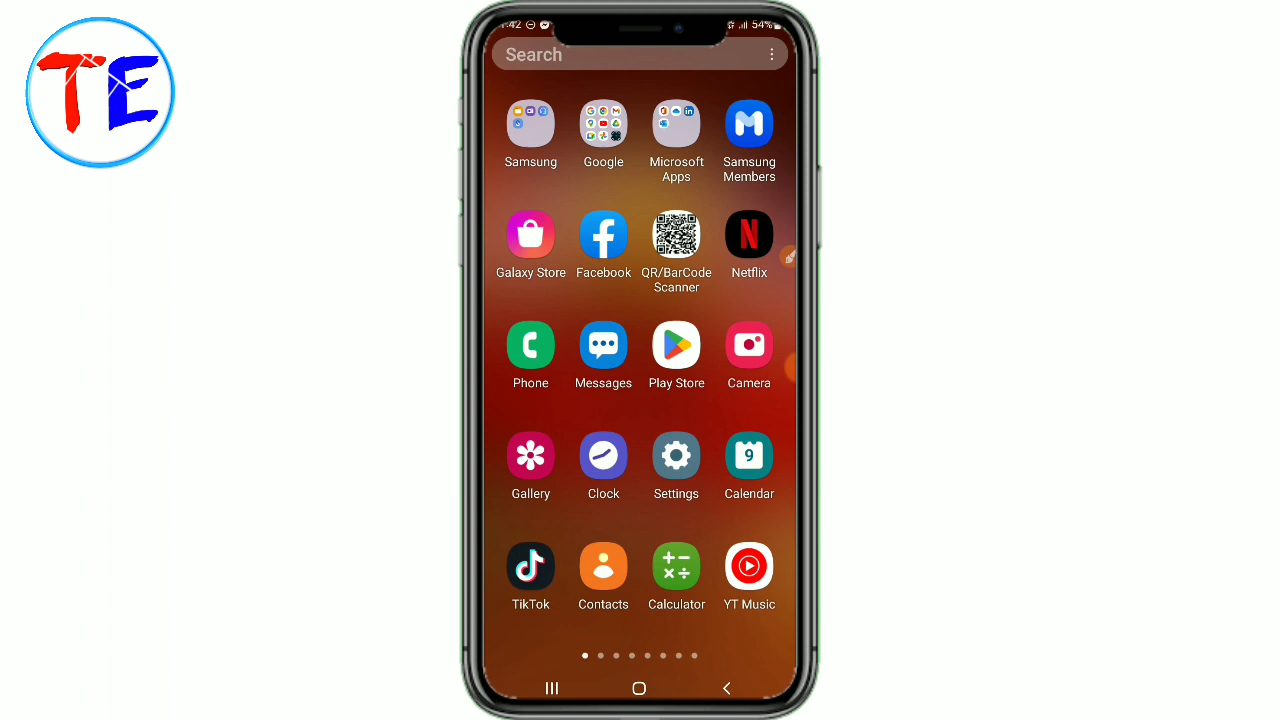 TE
:42 54%
Search
Samsung Google Microsoft Apps Samsung Members
Galaxy Store Facebook QR/BarCode Scanner Netflix
Phone Messages Play Store Camera
Gallery Clock Settings 9 Calendar
TikTok Contacts Calculator YT Music